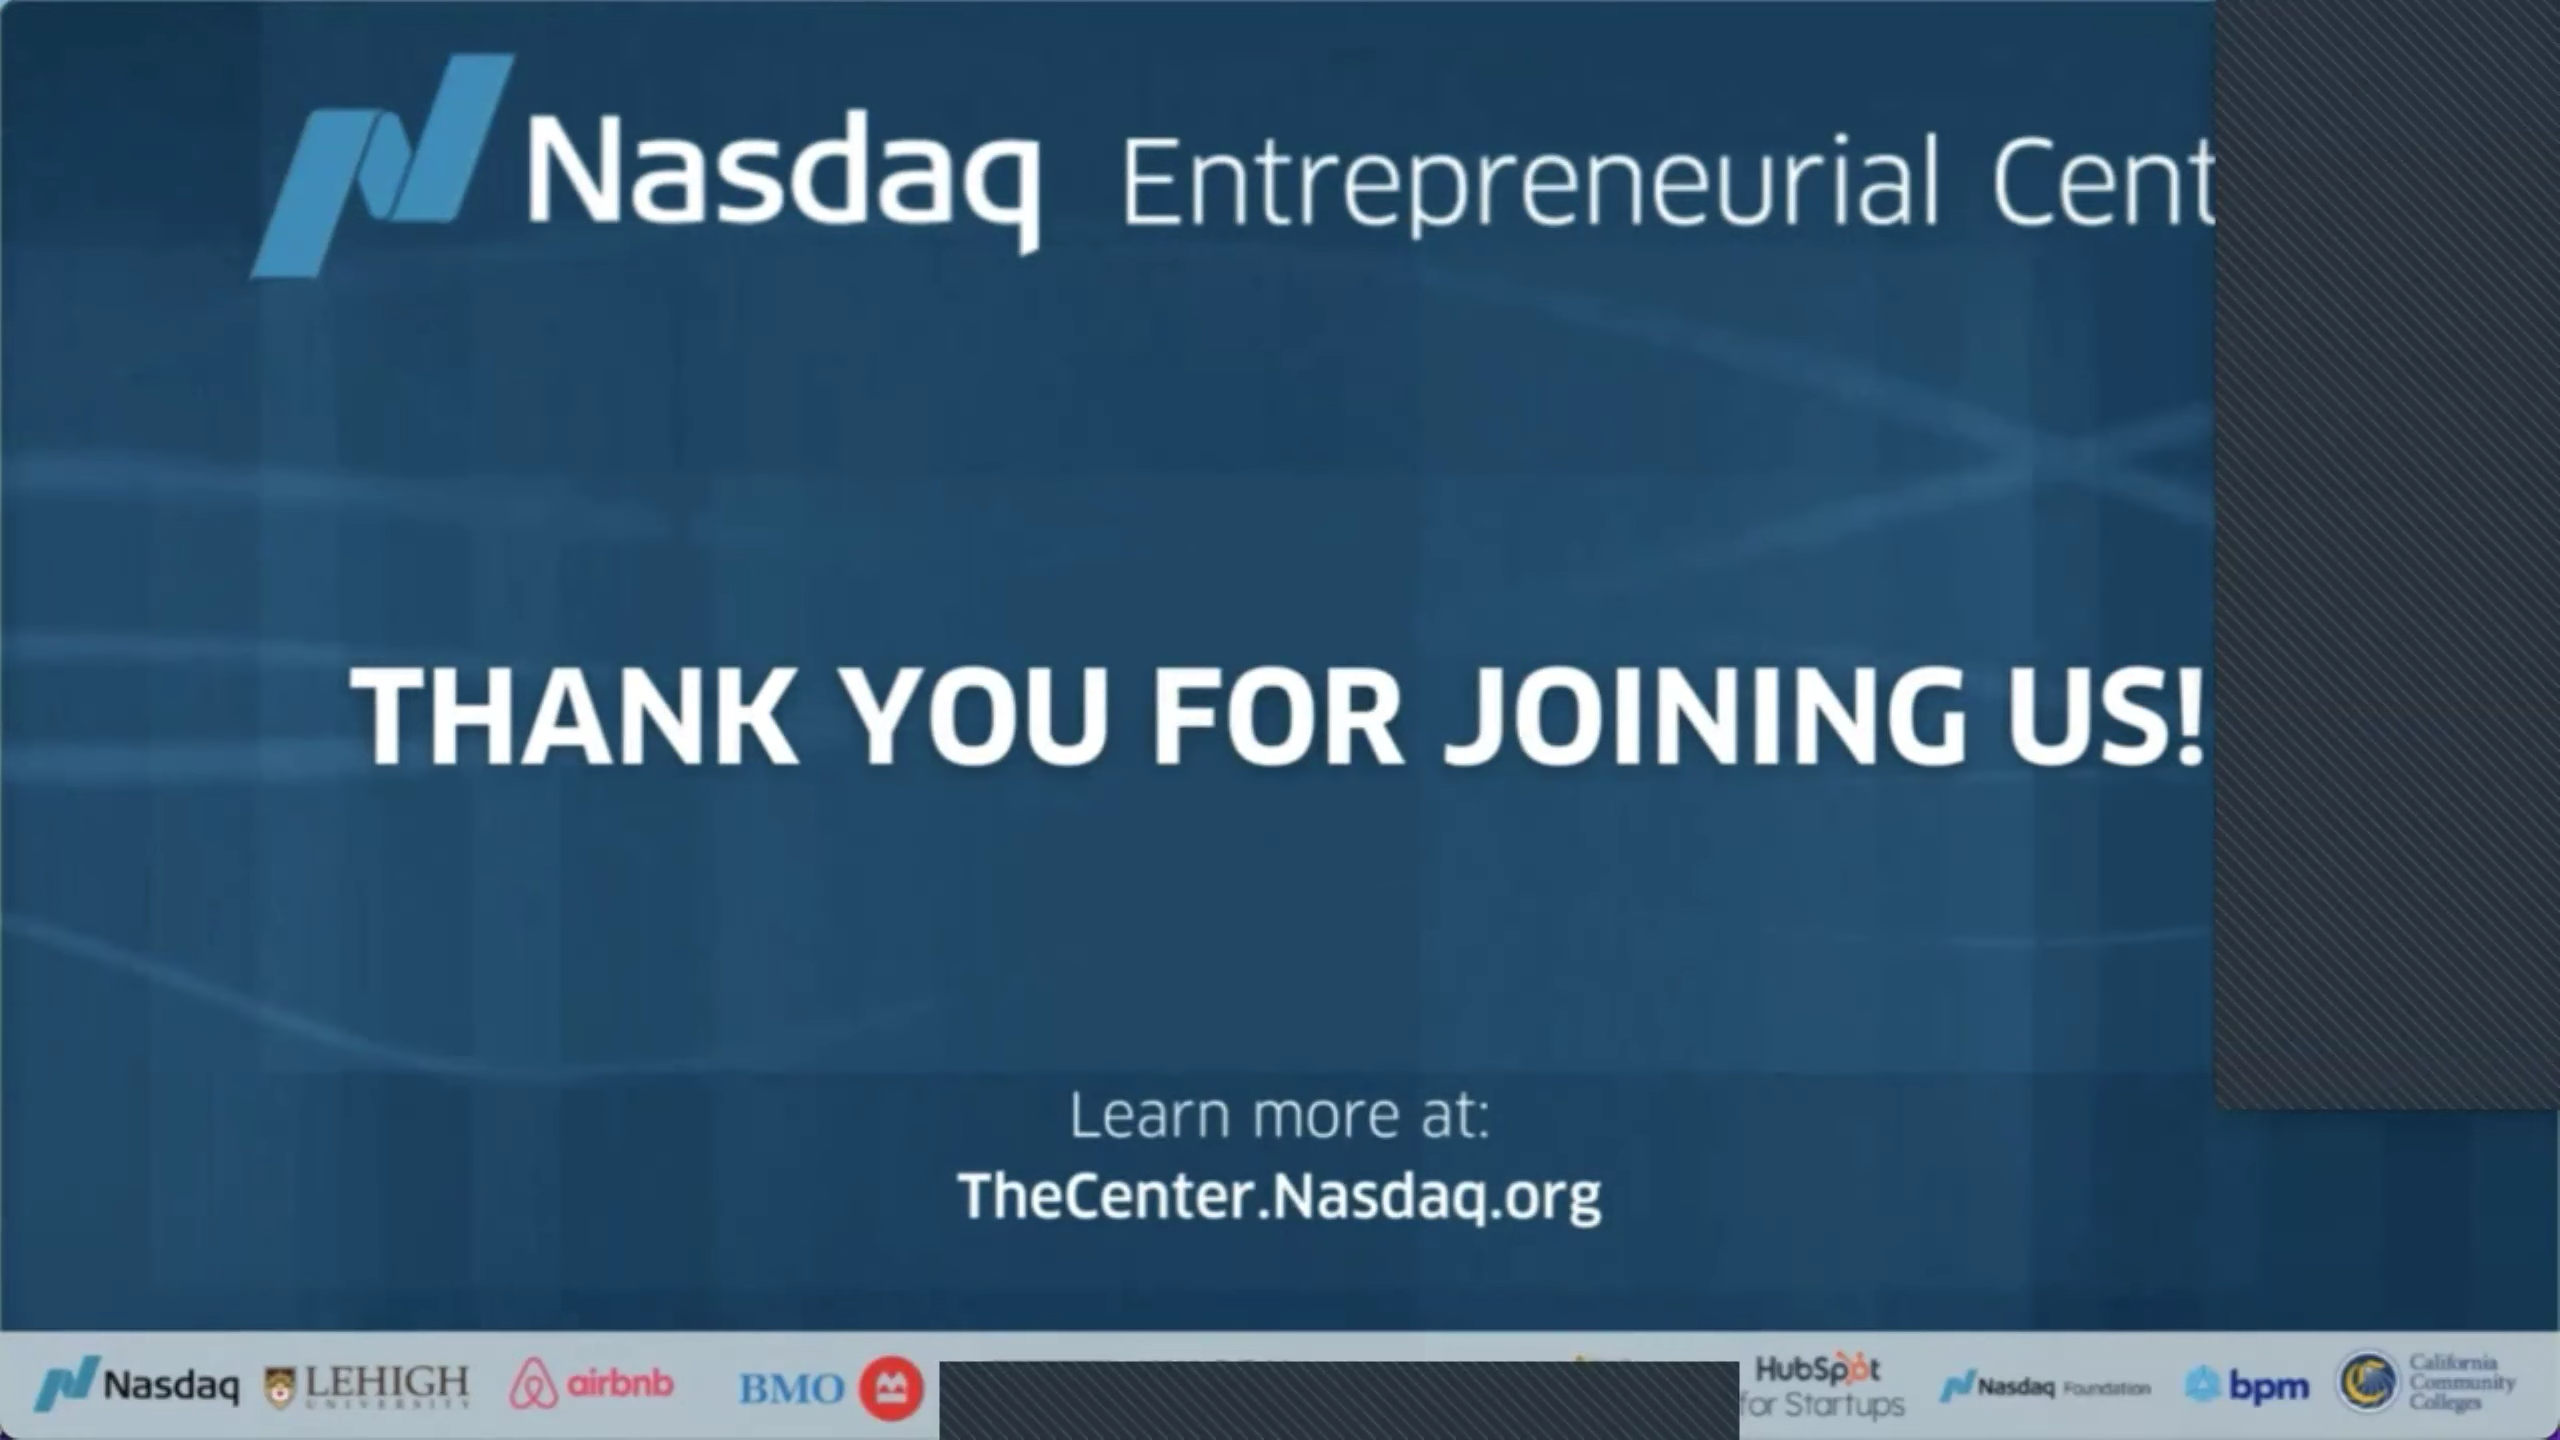 Nasdaq Entrepreneurial Cent
THANK YOU FOR JOINING US!
Learn more at:
TheCenter.Nasdaq.org
Nasdaq LEHIGH UNIVERSITY airbnb BMO HubSpot for Startups Nasdaq Foundation bpm California Community Colleges